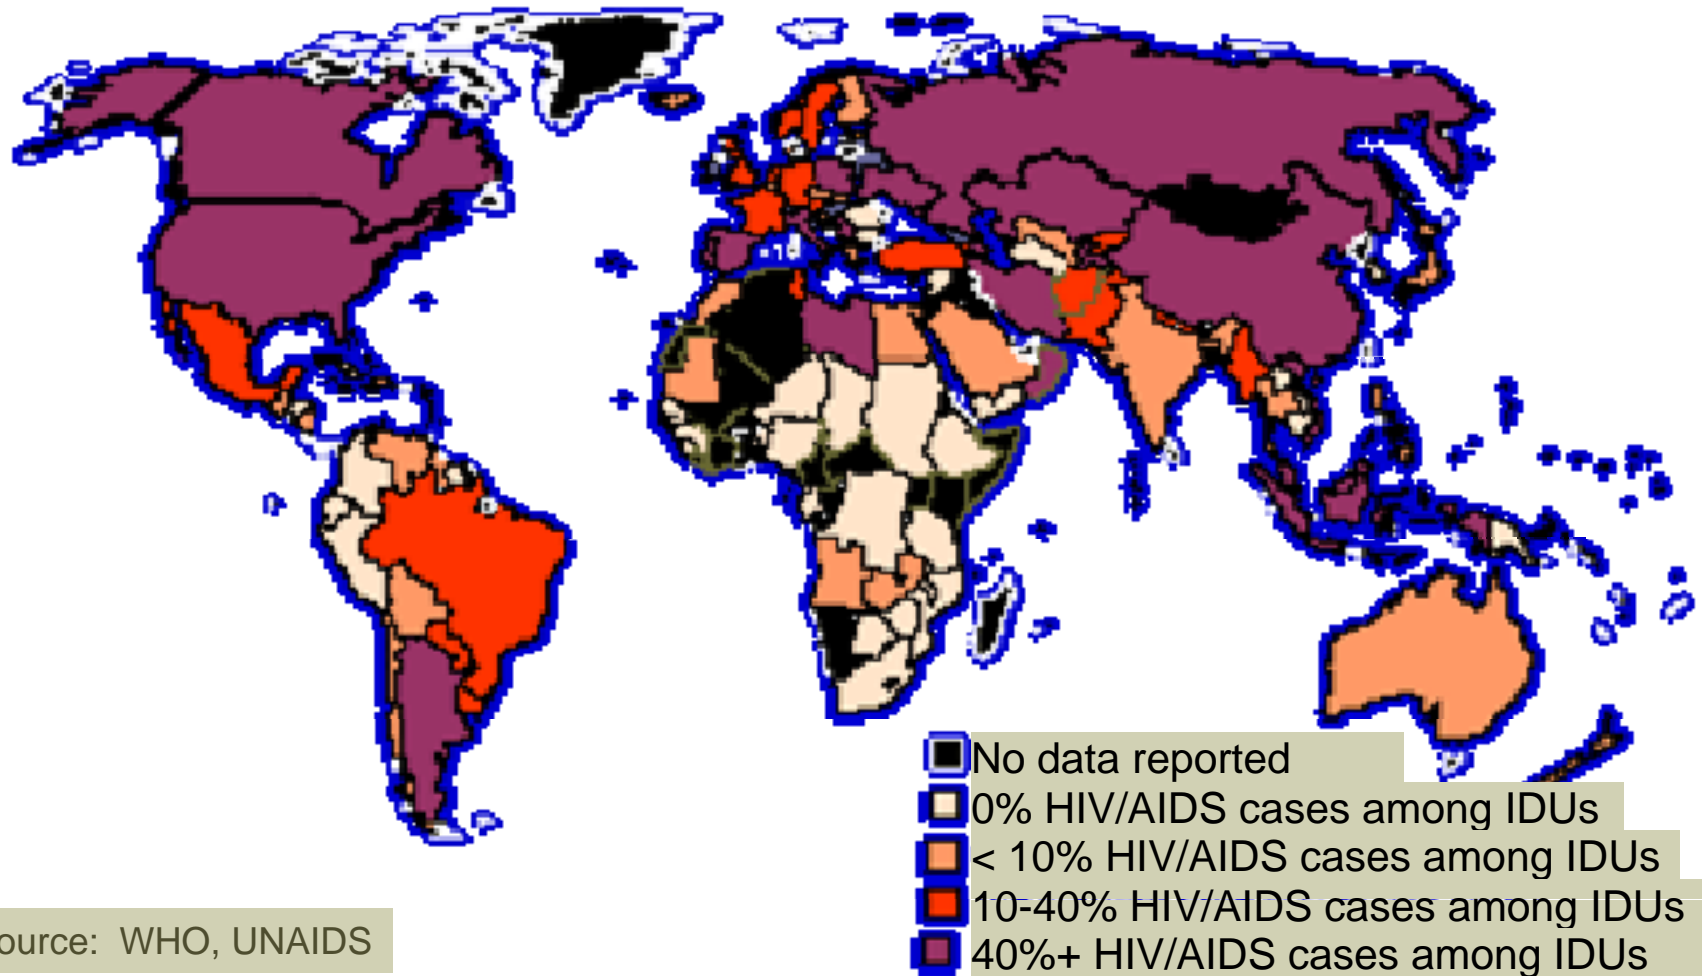 No data reported
0% HIV/AIDS cases among IDUs
< 10% HIV/AIDS cases among IDUs
10-40% HIV/AIDS cases among IDUs
40%+ HIV/AIDS cases among IDUs
ource: WHO, UNAIDS